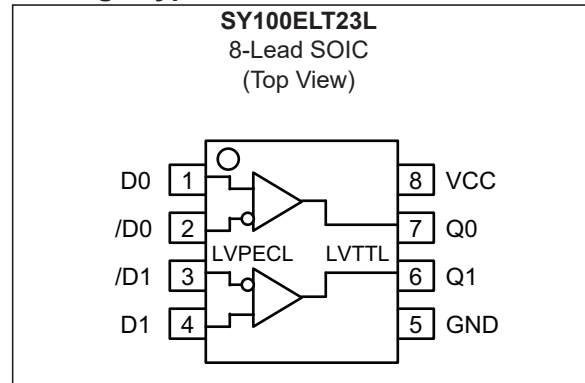 SY100ELT23L
8-Lead SOIC
(Top View)
D0 1 8 VCC
/D0 2 7 Q0
LVPECL LVTTL
/D1 3 6 Q1
D1 4 5 GND